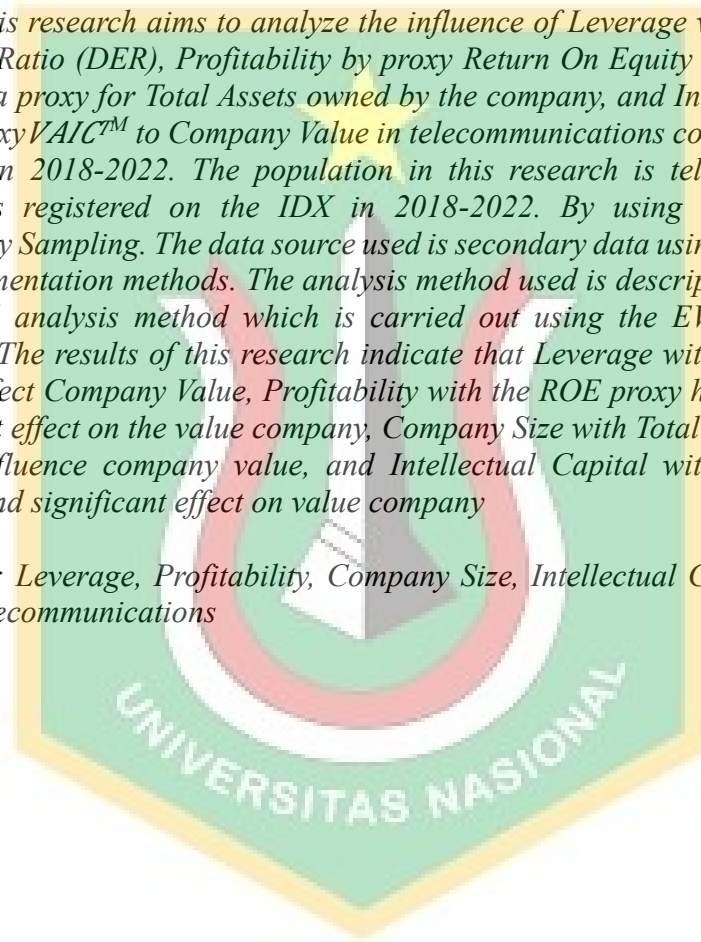 is research aims to analyze the influence of Leverage
Ratio (DER), Profitability by proxy Return On Equity
a proxy for Total Assets owned by the company, and In
xy VAIC™ to Company Value in telecommunications co
n 2018-2022. The population in this research is tel
s registered on the IDX in 2018-2022. By using
y Sampling. The data source used is secondary data usin
mentation methods. The analysis method used is descrip
analysis method which is carried out using the EV
The results of this research indicate that Leverage wit
fect Company Value, Profitability with the ROE proxy h
t effect on the value company, Company Size with Total
fluence company value, and Intellectual Capital wit
nd significant effect on value company
: Leverage, Profitability, Company Size, Intellectual C
lecommunications
UNIVERSITAS NASIONAL